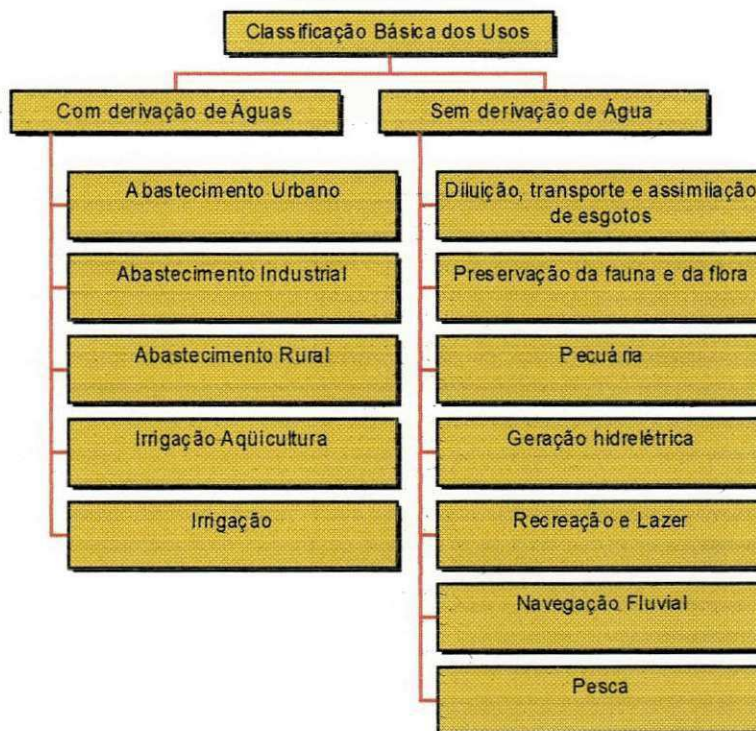 Classificação Básica dos Usos
Com derivação de Águas
Abastecimento Urbano
Abastecimento Industrial
Abastecimento Rural
Irrigação Aqüicultura
Irrigação
Sem derivação de Água
Diluição, transporte e assimilação
de esgotos
Preservação da fauna e da flora
Pecuária
Geração hidrelétrica
Recreação e Lazer
Navegação Fluvial
Pesca